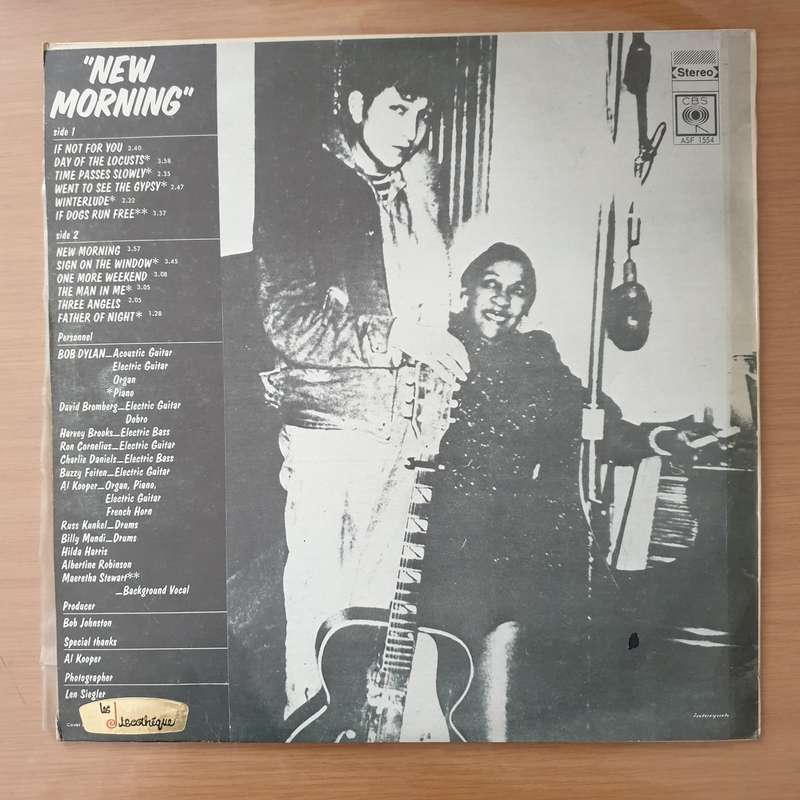 "NEW
MORNING"
side 1
IF NOT FOR YOU 2.40
DAY OF THE LOCUSTS* 3.58
TIME PASSES SLOWLY* 2.35
WENT TO SEE THE GYPSY* 2.47
WINTERLUDE* 2.22
IF DOGS RUN FREE** 3.37
side 2
NEW MORNING 3.57
SIGN ON THE WINDOW* 3.45
ONE MORE WEEKEND 3.08
THE MAN IN ME* 3.05
THREE ANGELS 2.05
FATHER OF NIGHT* 1.28
Personnel
BOB DYLAN_Acoustic Guitar
Electric Guitar
Organ
*Piano
David Bromberg_Electric Guitar
Dobro
Harvey Brooks_Electric Bass
Ron Cornelius_Electric Guitar
Charlie Daniels_Electric Bass
Buzzy Feiten_Electric Guitar
Al Kooper_Organ, Piano,
Electric Guitar
French Horn
Russ Kunkel_Drums
Billy Mundi_Drums
Hilda Harris
Albertine Robinson
Maeretha Stewart**
_Background Vocal
Producer
Bob Johnston
Special thanks
Al Kooper
Photographer
Len Siegler
Cover
Les Discothéque
Stereo
CBS
ASF 1554